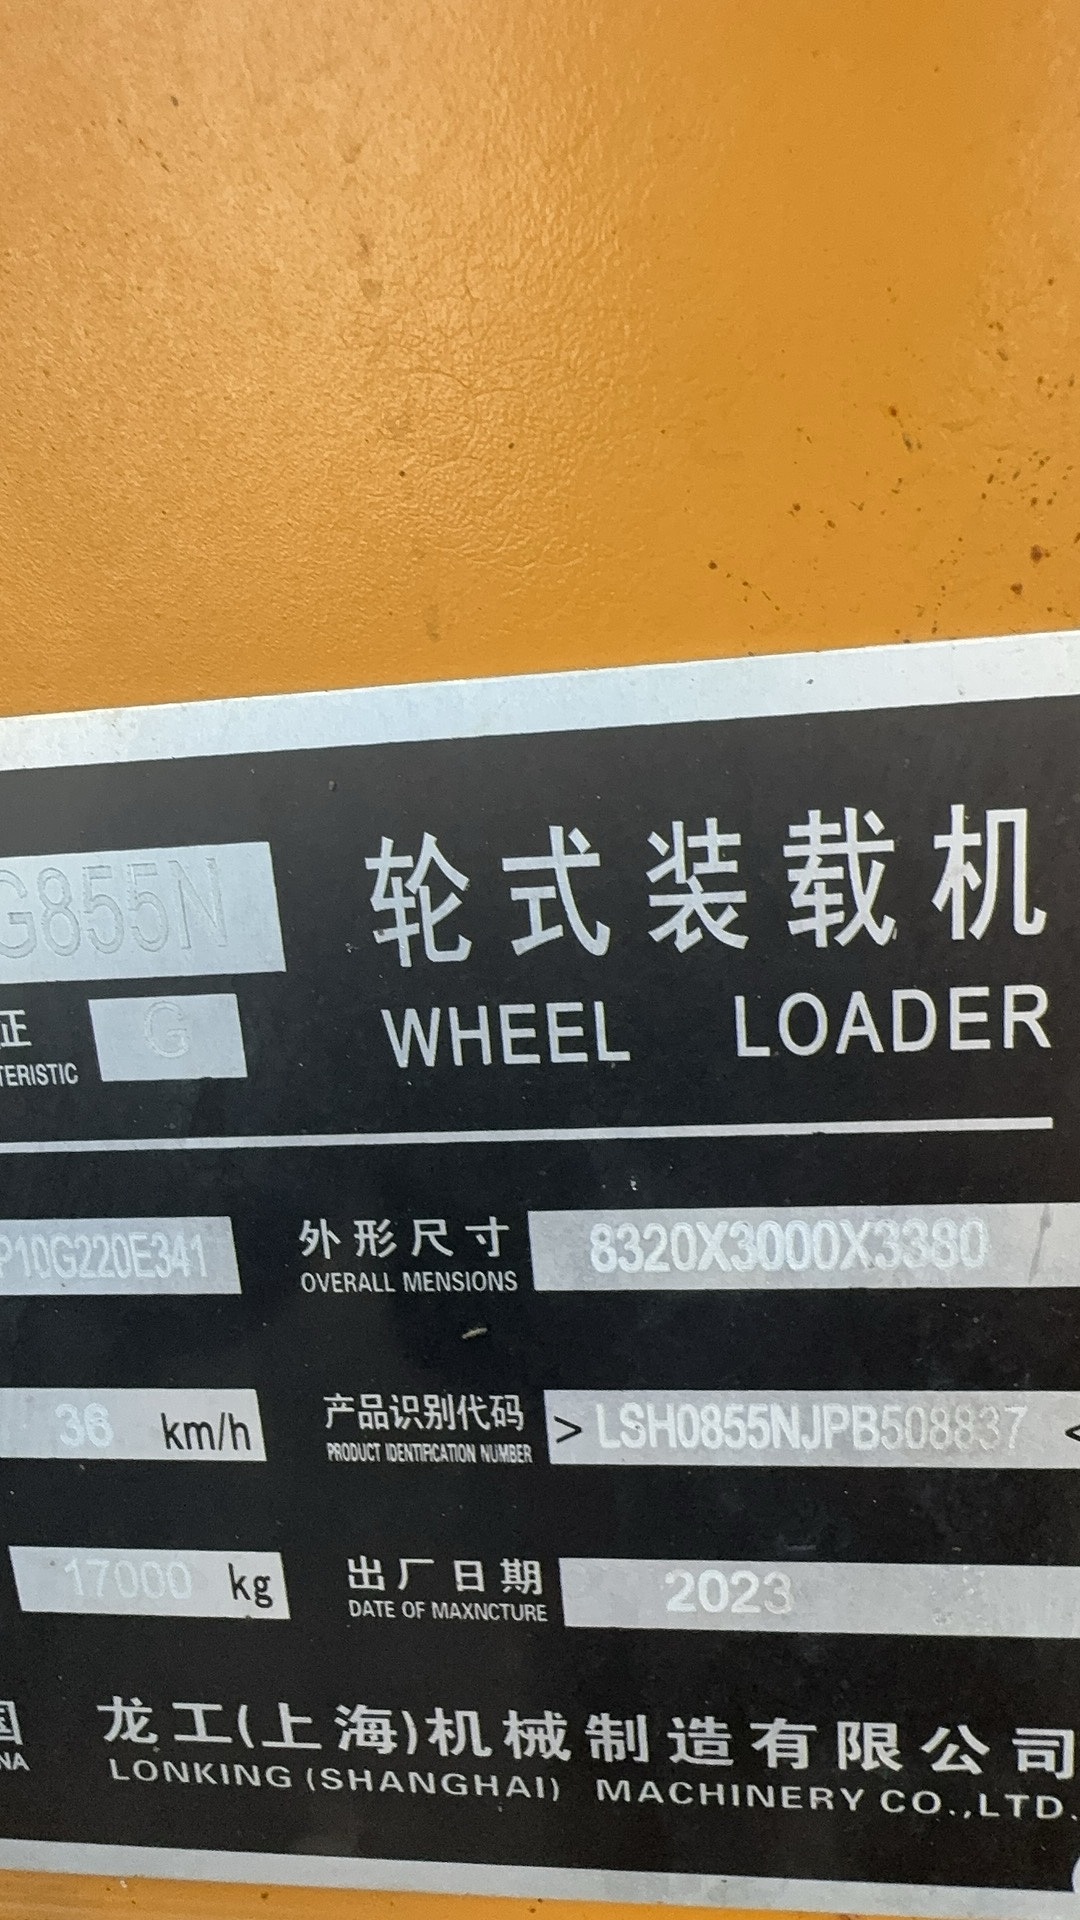 G855N
轮式装载机
正
TERISTIC
G
WHEEL LOADER
P10G220E341
外形尺寸
OVERALL MENSIONS
8320X3000X3380
36 km/h
产品识别代码
PRODUCT IDENTIFICATION NUMBER
> LSH0855NJPB508837 <
17000 kg
出厂日期
DATE OF MAXNCTURE
2023
国
NA
龙工(上海)机械制造有限公司
LONKING (SHANGHAI) MACHINERY CO.,LTD.